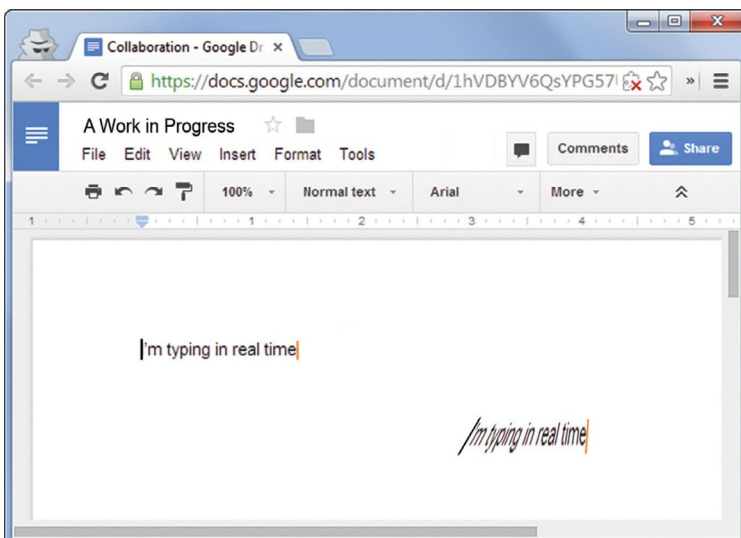 Collaboration - Google Dr
https://docs.google.com/document/d/1hVDBYV6QsYPG57
A Work in Progress
File Edit View Insert Format Tools
Comments Share
100% Normal text Arial More
1 1 2 3 4 5
I'm typing in real time
I'm typing in real time